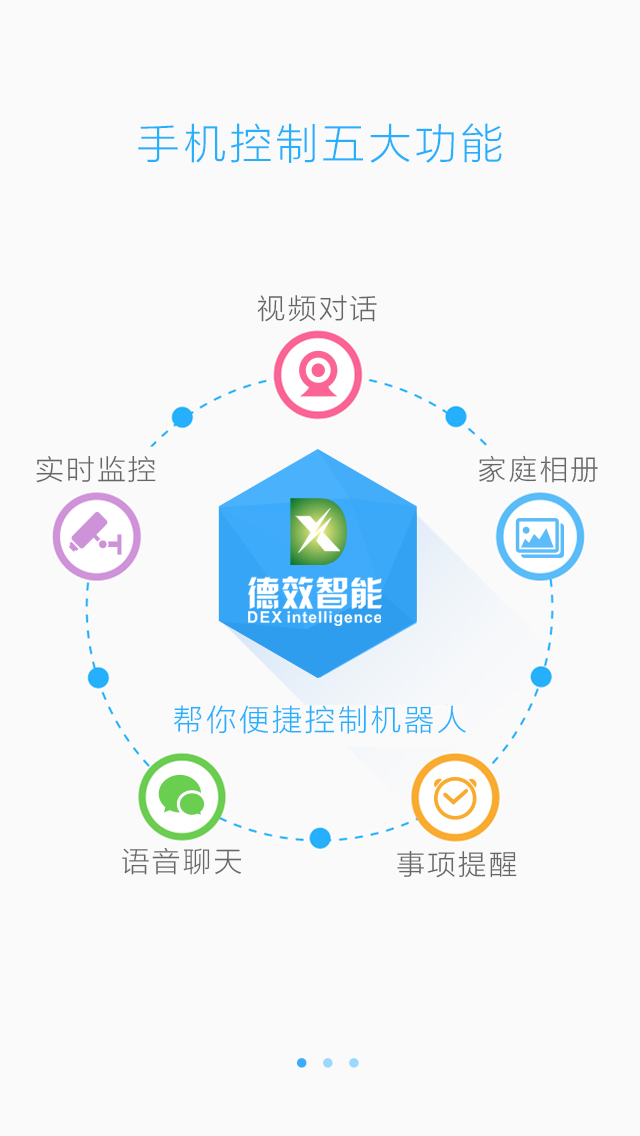 手机控制五大功能
视频对话
实时监控
家庭相册
DX
德效智能
DEX intelligence
帮你便捷控制机器人
语音聊天
事项提醒